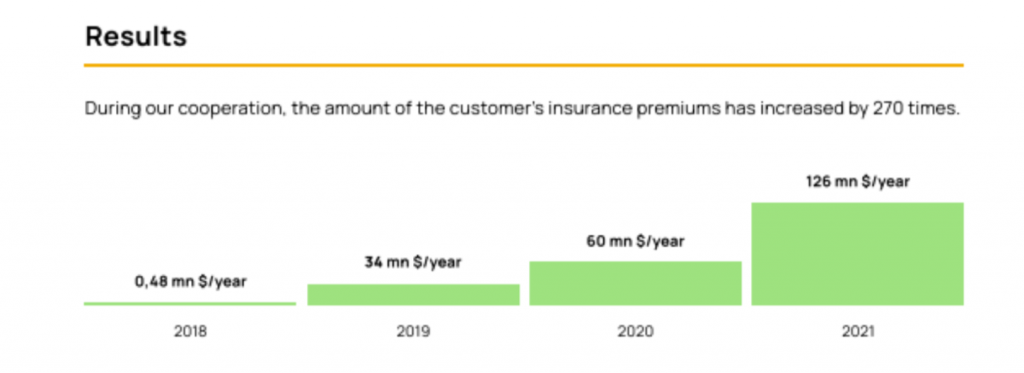 Results
During our cooperation, the amount of the customer's insurance premiums has increased by 270 times.
126 mn $/year
60 mn $/year
34 mn $/year
0,48 mn $/year
2018 2019 2020 2021